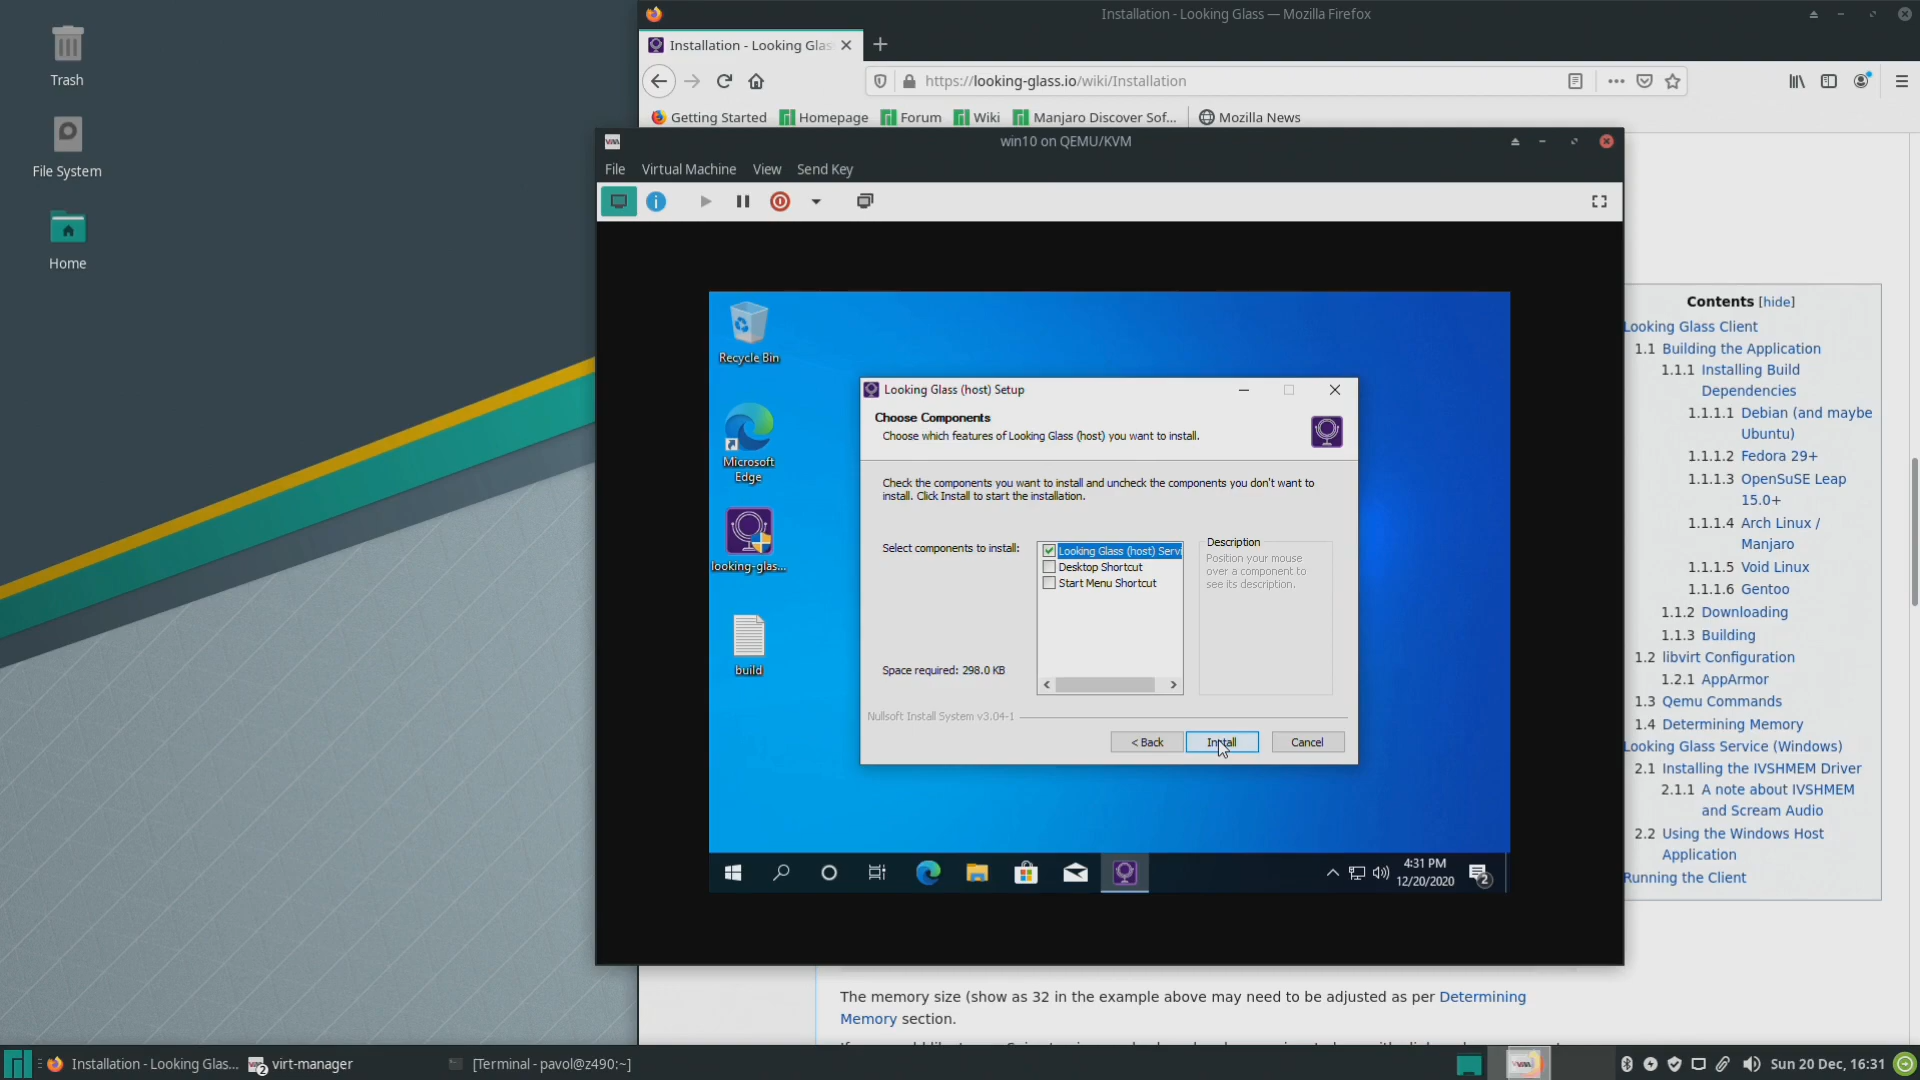 Trash
File System
Home
Installation - Looking Glass — Mozilla Firefox
Installation - Looking Glas
https://looking-glass.io/wiki/Installation
Getting Started
Homepage
Forum
Wiki
Manjaro Discover Sof...
Mozilla News
win10 on QEMU/KVM
File
Virtual Machine
View
Send Key
Recycle Bin
Microsoft
Edge
looking-glas...
build
Looking Glass (host) Setup
Choose Components
Choose which features of Looking Glass (host) you want to install.
Check the components you want to install and uncheck the components you don't want to
install. Click Install to start the installation.
Select components to install:
Looking Glass (host) Servi
Desktop Shortcut
Start Menu Shortcut
Description
Position your mouse
over a component to
see its description.
Space required: 298.0 KB
Nullsoft Install System v3.04-1
< Back
Install
Cancel
4:31 PM
12/20/2020
2
Contents [hide]
Looking Glass Client
1.1 Building the Application
1.1.1 Installing Build
Dependencies
1.1.1.1 Debian (and maybe
Ubuntu)
1.1.1.2 Fedora 29+
1.1.1.3 OpenSuSE Leap
15.0+
1.1.1.4 Arch Linux /
Manjaro
1.1.1.5 Void Linux
1.1.1.6 Gentoo
1.1.2 Downloading
1.1.3 Building
1.2 libvirt Configuration
1.2.1 AppArmor
1.3 Qemu Commands
1.4 Determining Memory
Looking Glass Service (Windows)
2.1 Installing the IVSHMEM Driver
2.1.1 A note about IVSHMEM
and Scream Audio
2.2 Using the Windows Host
Application
Running the Client
The memory size (show as 32 in the example above may need to be adjusted as per Determining
Memory section.
Installation - Looking Glas...
2
virt-manager
[Terminal - pavol@z490:~]
Sun 20 Dec, 16:31